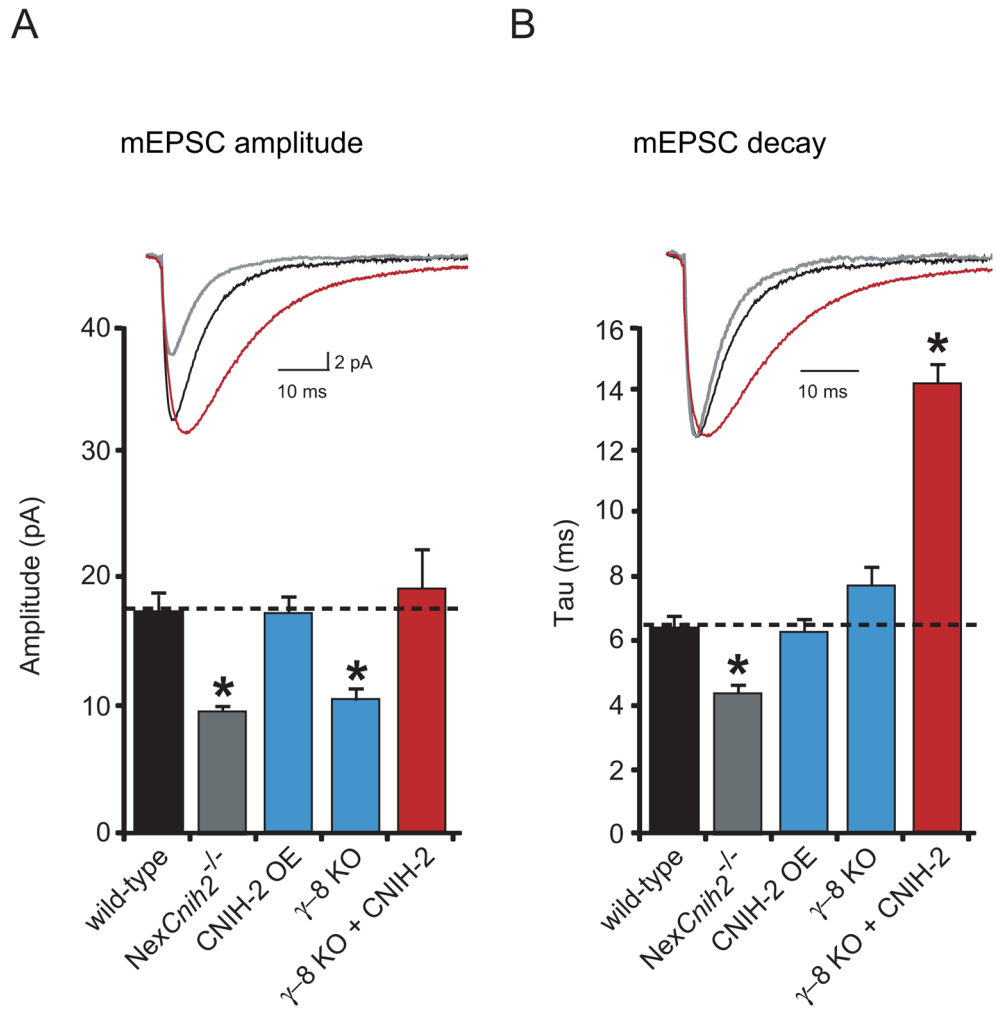 A
B
mEPSC amplitude
mEPSC decay
2 pA
10 ms
10 ms
40
30
20
10
0
Amplitude (pA)
*
*
wild-type
NexCnih2-/-
CNIH-2 OE
γ–8 KO
γ–8 KO + CNIH-2
16
14
12
10
8
6
4
2
0
Tau (ms)
*
*
wild-type
NexCnih2-/-
CNIH-2 OE
γ–8 KO
γ–8 KO + CNIH-2